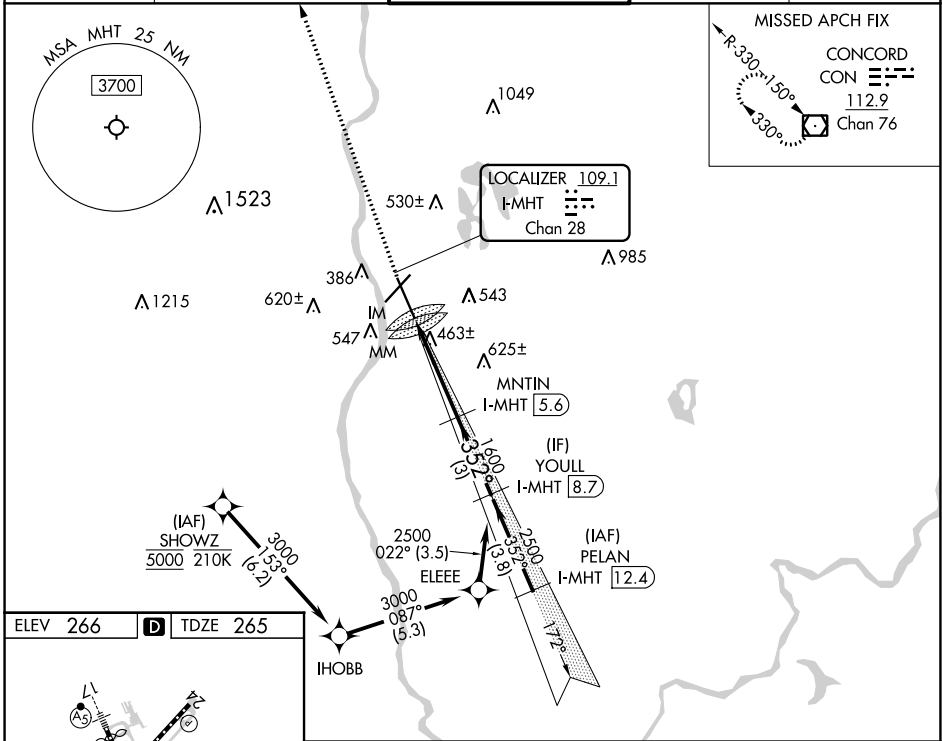 MSA MHT 25 NM
3700
MISSED APCH FIX
CONCORD
CON
112.9
Chan 76
R-330
150°
330°
1049
1523
530±
LOCALIZER 109.1
I-MHT
Chan 28
985
386
1215
620±
IM
543
547
MM
463±
625±
MNTIN
I-MHT 5.6
1600
352°
(3)
(IF)
YOULL
I-MHT 8.7
2500
352°
(3.8)
(IAF)
PELAN
I-MHT 12.4
172°
(IAF)
SHOWZ
5000 210K
3000
153°
(6.2)
2500
022° (3.5)
ELEEE
3000
087°
(5.3)
IHOBB
ELEV 266
D
TDZE 265
17
A5
24
P